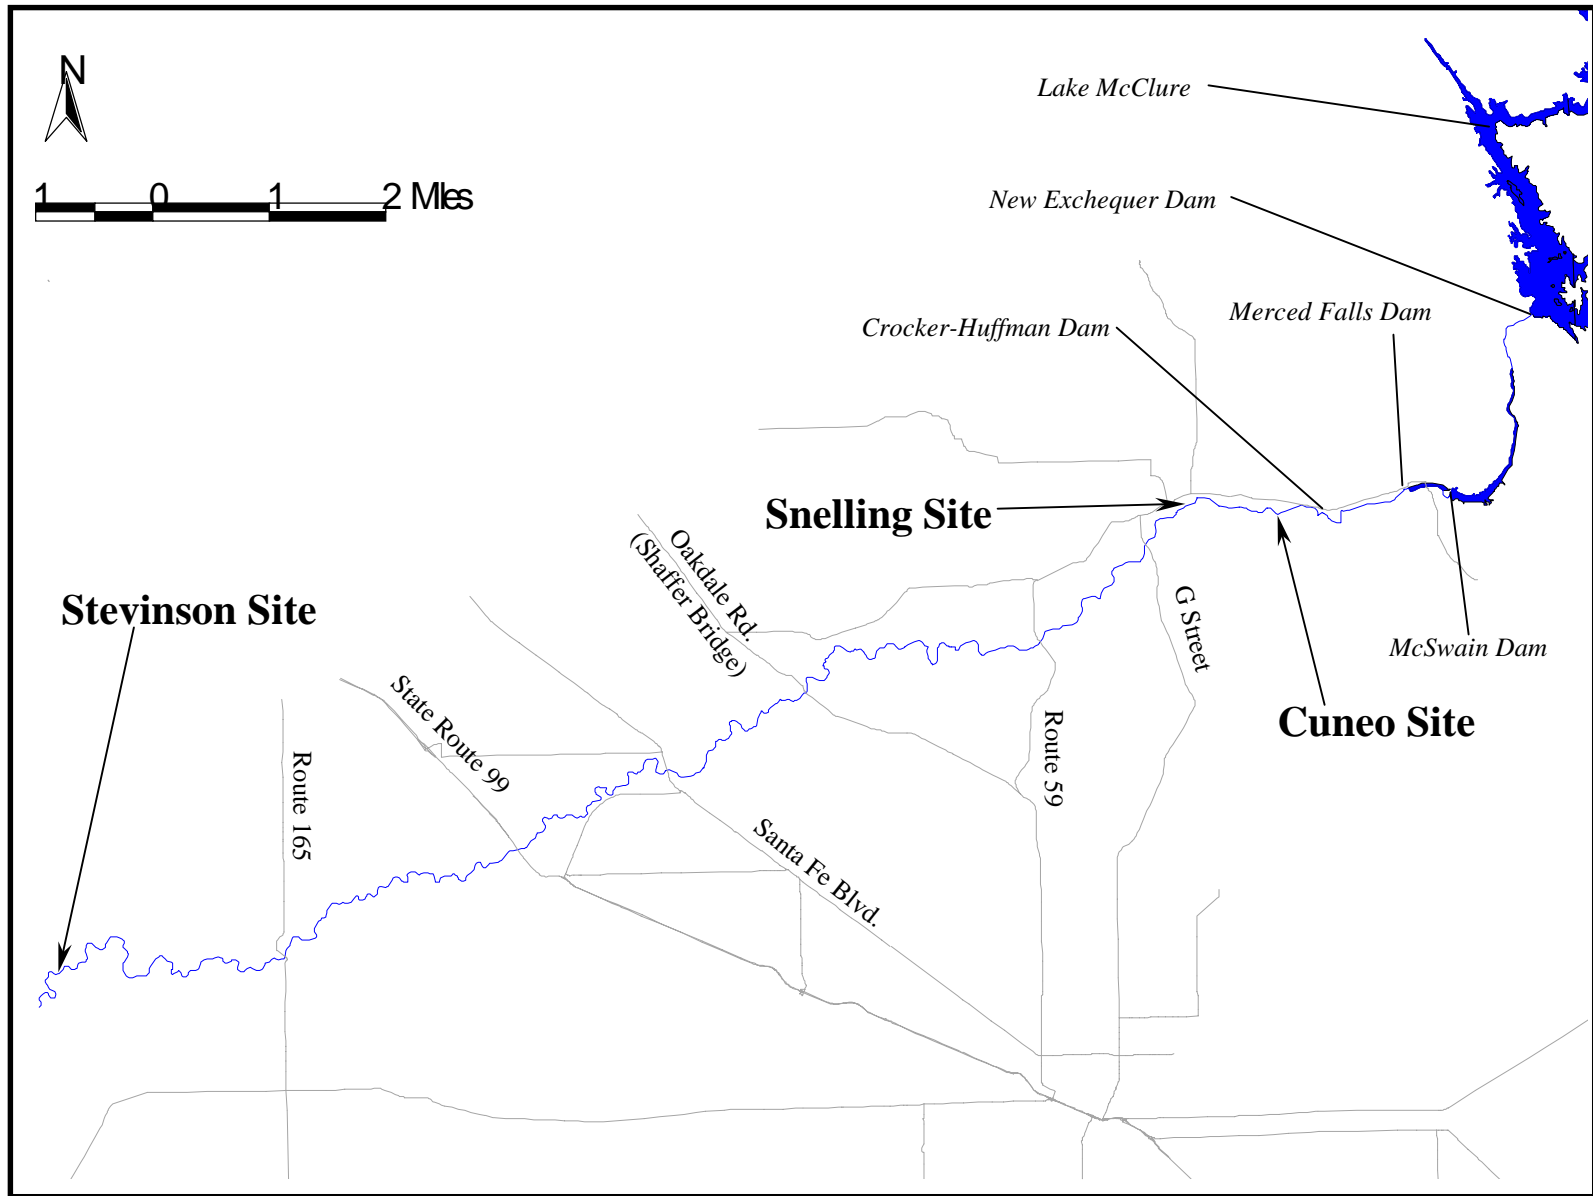 N
1 0 1 2 Miles
Lake McClure
New Exchequer Dam
Merced Falls Dam
Crocker-Huffman Dam
Snelling Site
Oakdale Rd.
(Shaffer Bridge)
Stevinson Site
G Street
McSwain Dam
State Route 99
Cuneo Site
Route 59
Route 165
Santa Fe Blvd.